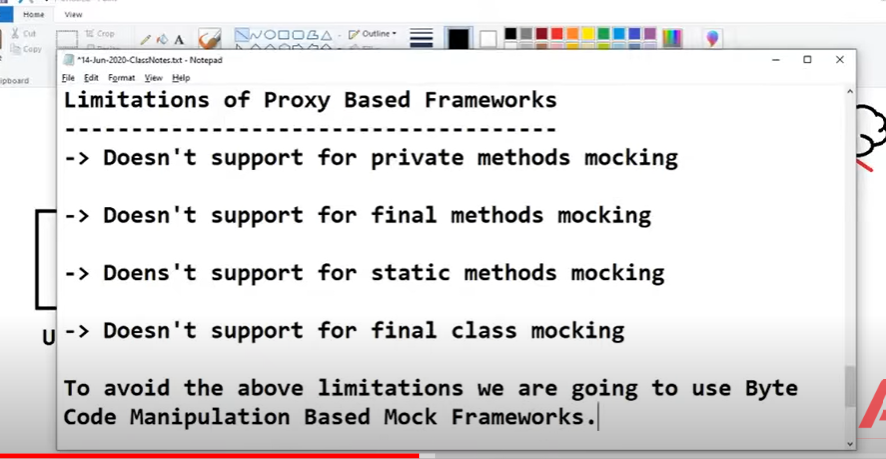 Home
View
Cut
Copy
Crop
Outline
*14-Jun-2020-ClassNotes.txt - Notepad
File Edit Format View Help
Limitations of Proxy Based Frameworks
-------------------------------------
-> Doesn't support for private methods mocking
-> Doesn't support for final methods mocking
-> Doens't support for static methods mocking
-> Doesn't support for final class mocking
To avoid the above limitations we are going to use Byte
Code Manipulation Based Mock Frameworks.